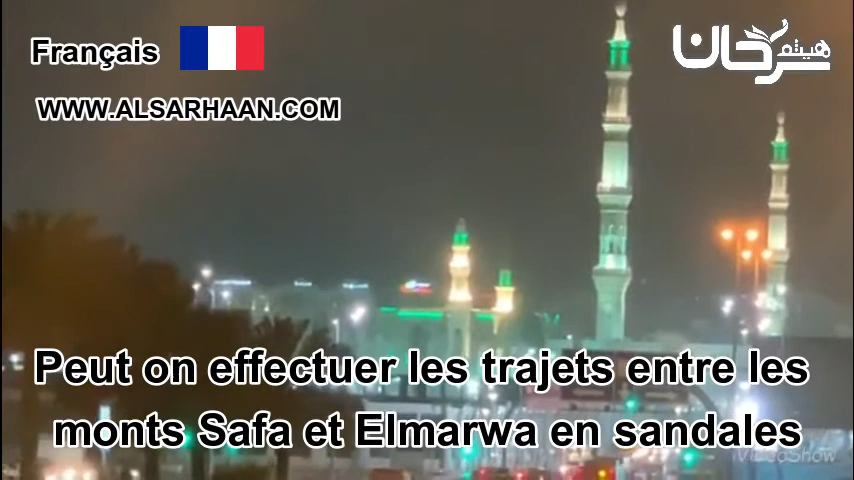 Français
هيثم سرحان
WWW.ALSARHAAN.COM
Peut on effectuer les trajets entre les
monts Safa et Elmarwa en sandales
VideoShow